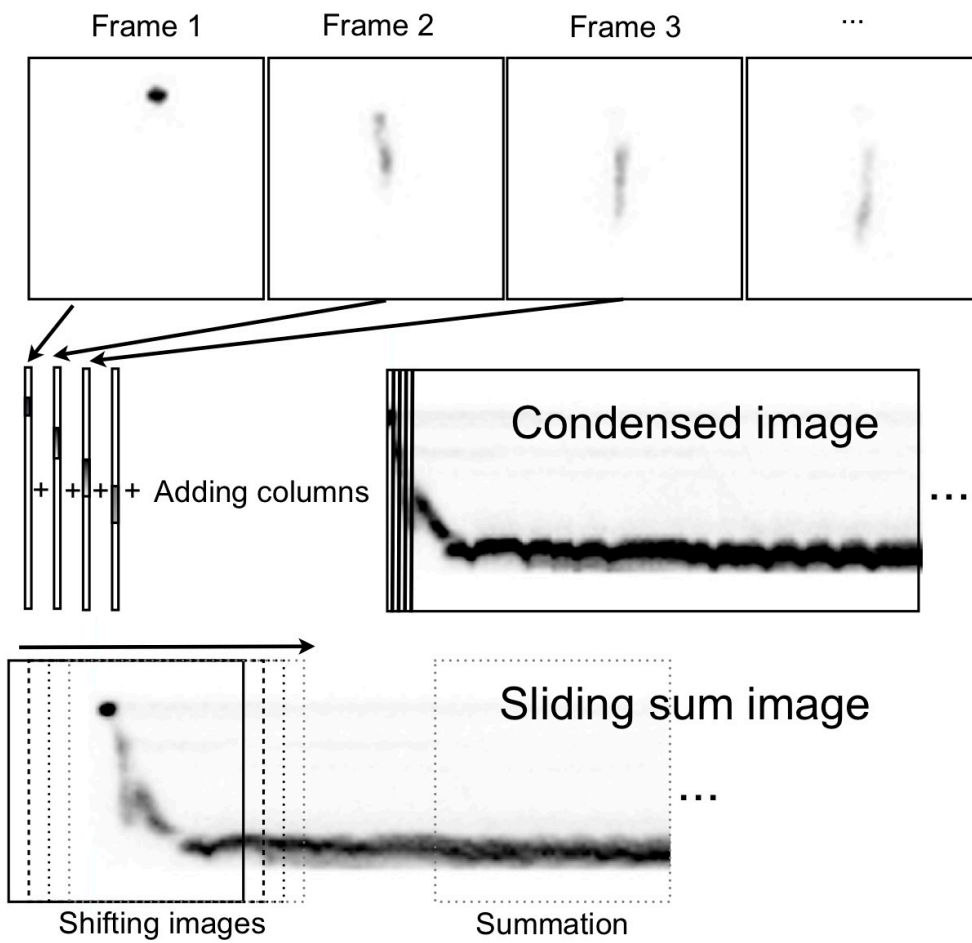 Frame 1 Frame 2 Frame 3 ...
Condensed image
+ + + + Adding columns ...
Sliding sum image
...
Shifting images Summation